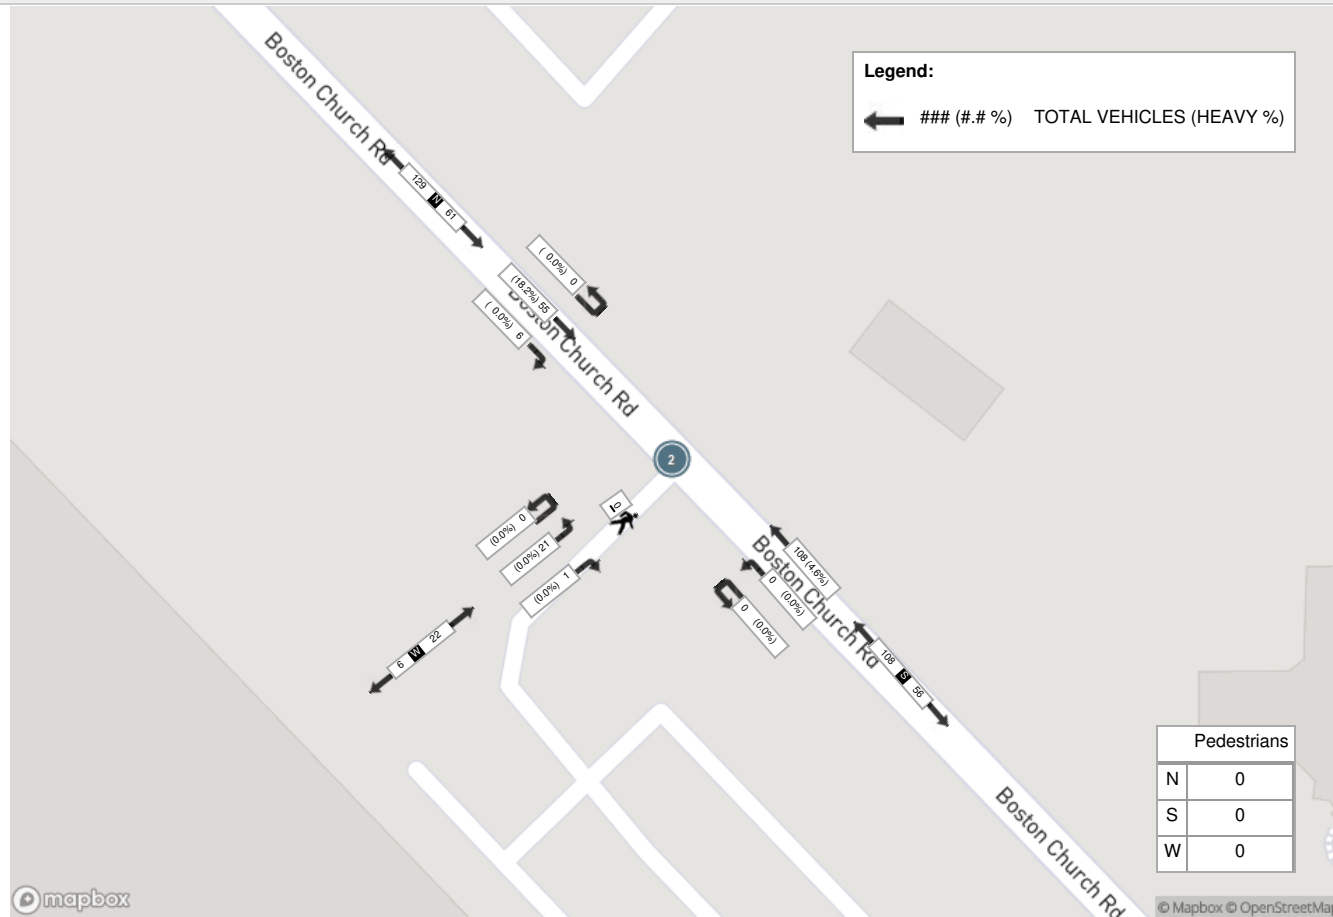 Boston Church Rd
Legend:
### (#.# %) TOTAL VEHICLES (HEAVY %)
129 N 61
( 0.0%) 0
(18.2%) 55
( 0.0%) 6
Boston Church Rd
2
0
(0.0%) 0
(0.0%) 21
(0.0%) 1
6 W 22
108 (4.6%)
0 (0.0%)
0 (0.0%)
Boston Church Rd
108 S 56
Pedestrians
N 0
S 0
W 0
Boston Church Rd
mapbox
© Mapbox © OpenStreetMap